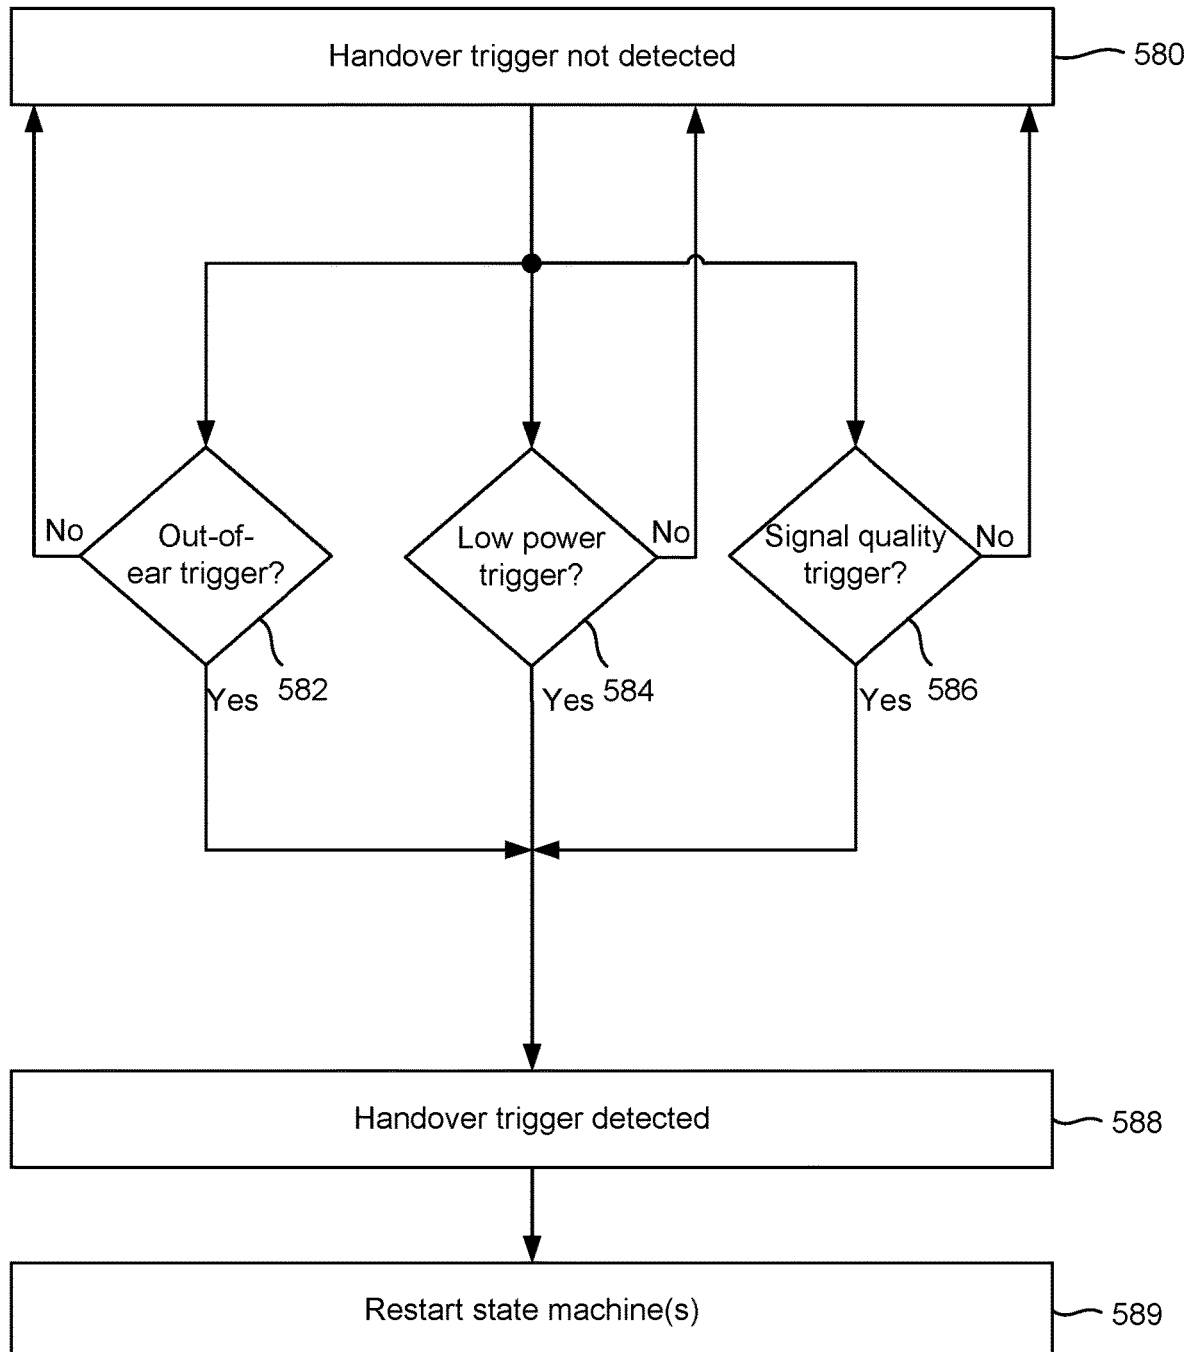 Handover trigger not detected
580
No
Out-of-
ear trigger?
Low power
trigger?
No
Signal quality
trigger?
No
Yes
582
Yes
584
Yes
586
Handover trigger detected
588
Restart state machine(s)
589